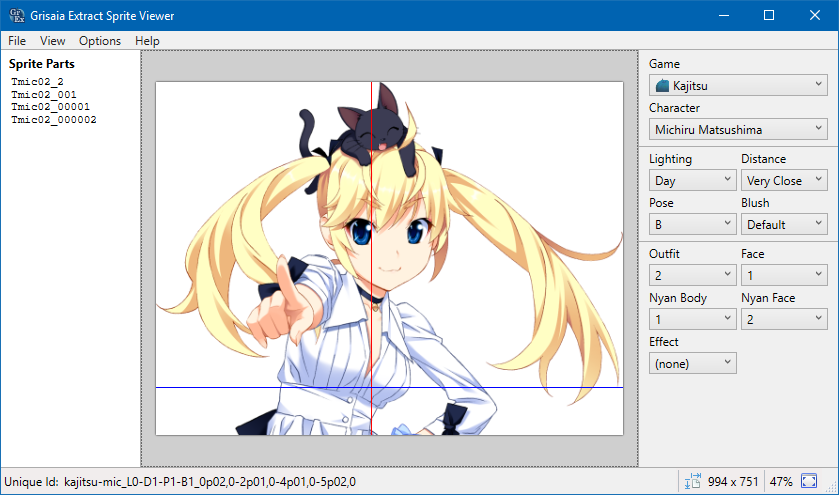 Grisaia Extract Sprite Viewer
File View Options Help
Sprite Parts
Tmic02_2
Tmic02_001
Tmic02_00001
Tmic02_000002
Game
Kajitsu
Character
Michiru Matsushima
Lighting Distance
Day Very Close
Pose Blush
B Default
Outfit Face
2 1
Nyan Body Nyan Face
1 2
Effect
(none)
Unique Id: kajitsu-mic_L0-D1-P1-B1_0p02,0-2p01,0-4p01,0-5p02,0
994 x 751 47%